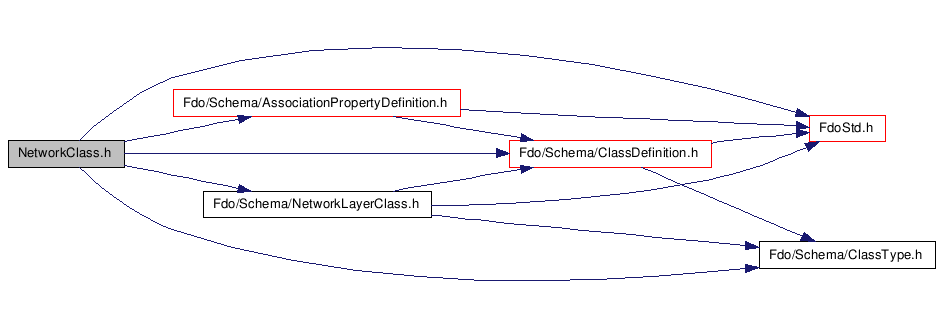 Fdo/Schema/AssociationPropertyDefinition.h
FdoStd.h
NetworkClass.h
Fdo/Schema/ClassDefinition.h
Fdo/Schema/NetworkLayerClass.h
Fdo/Schema/ClassType.h